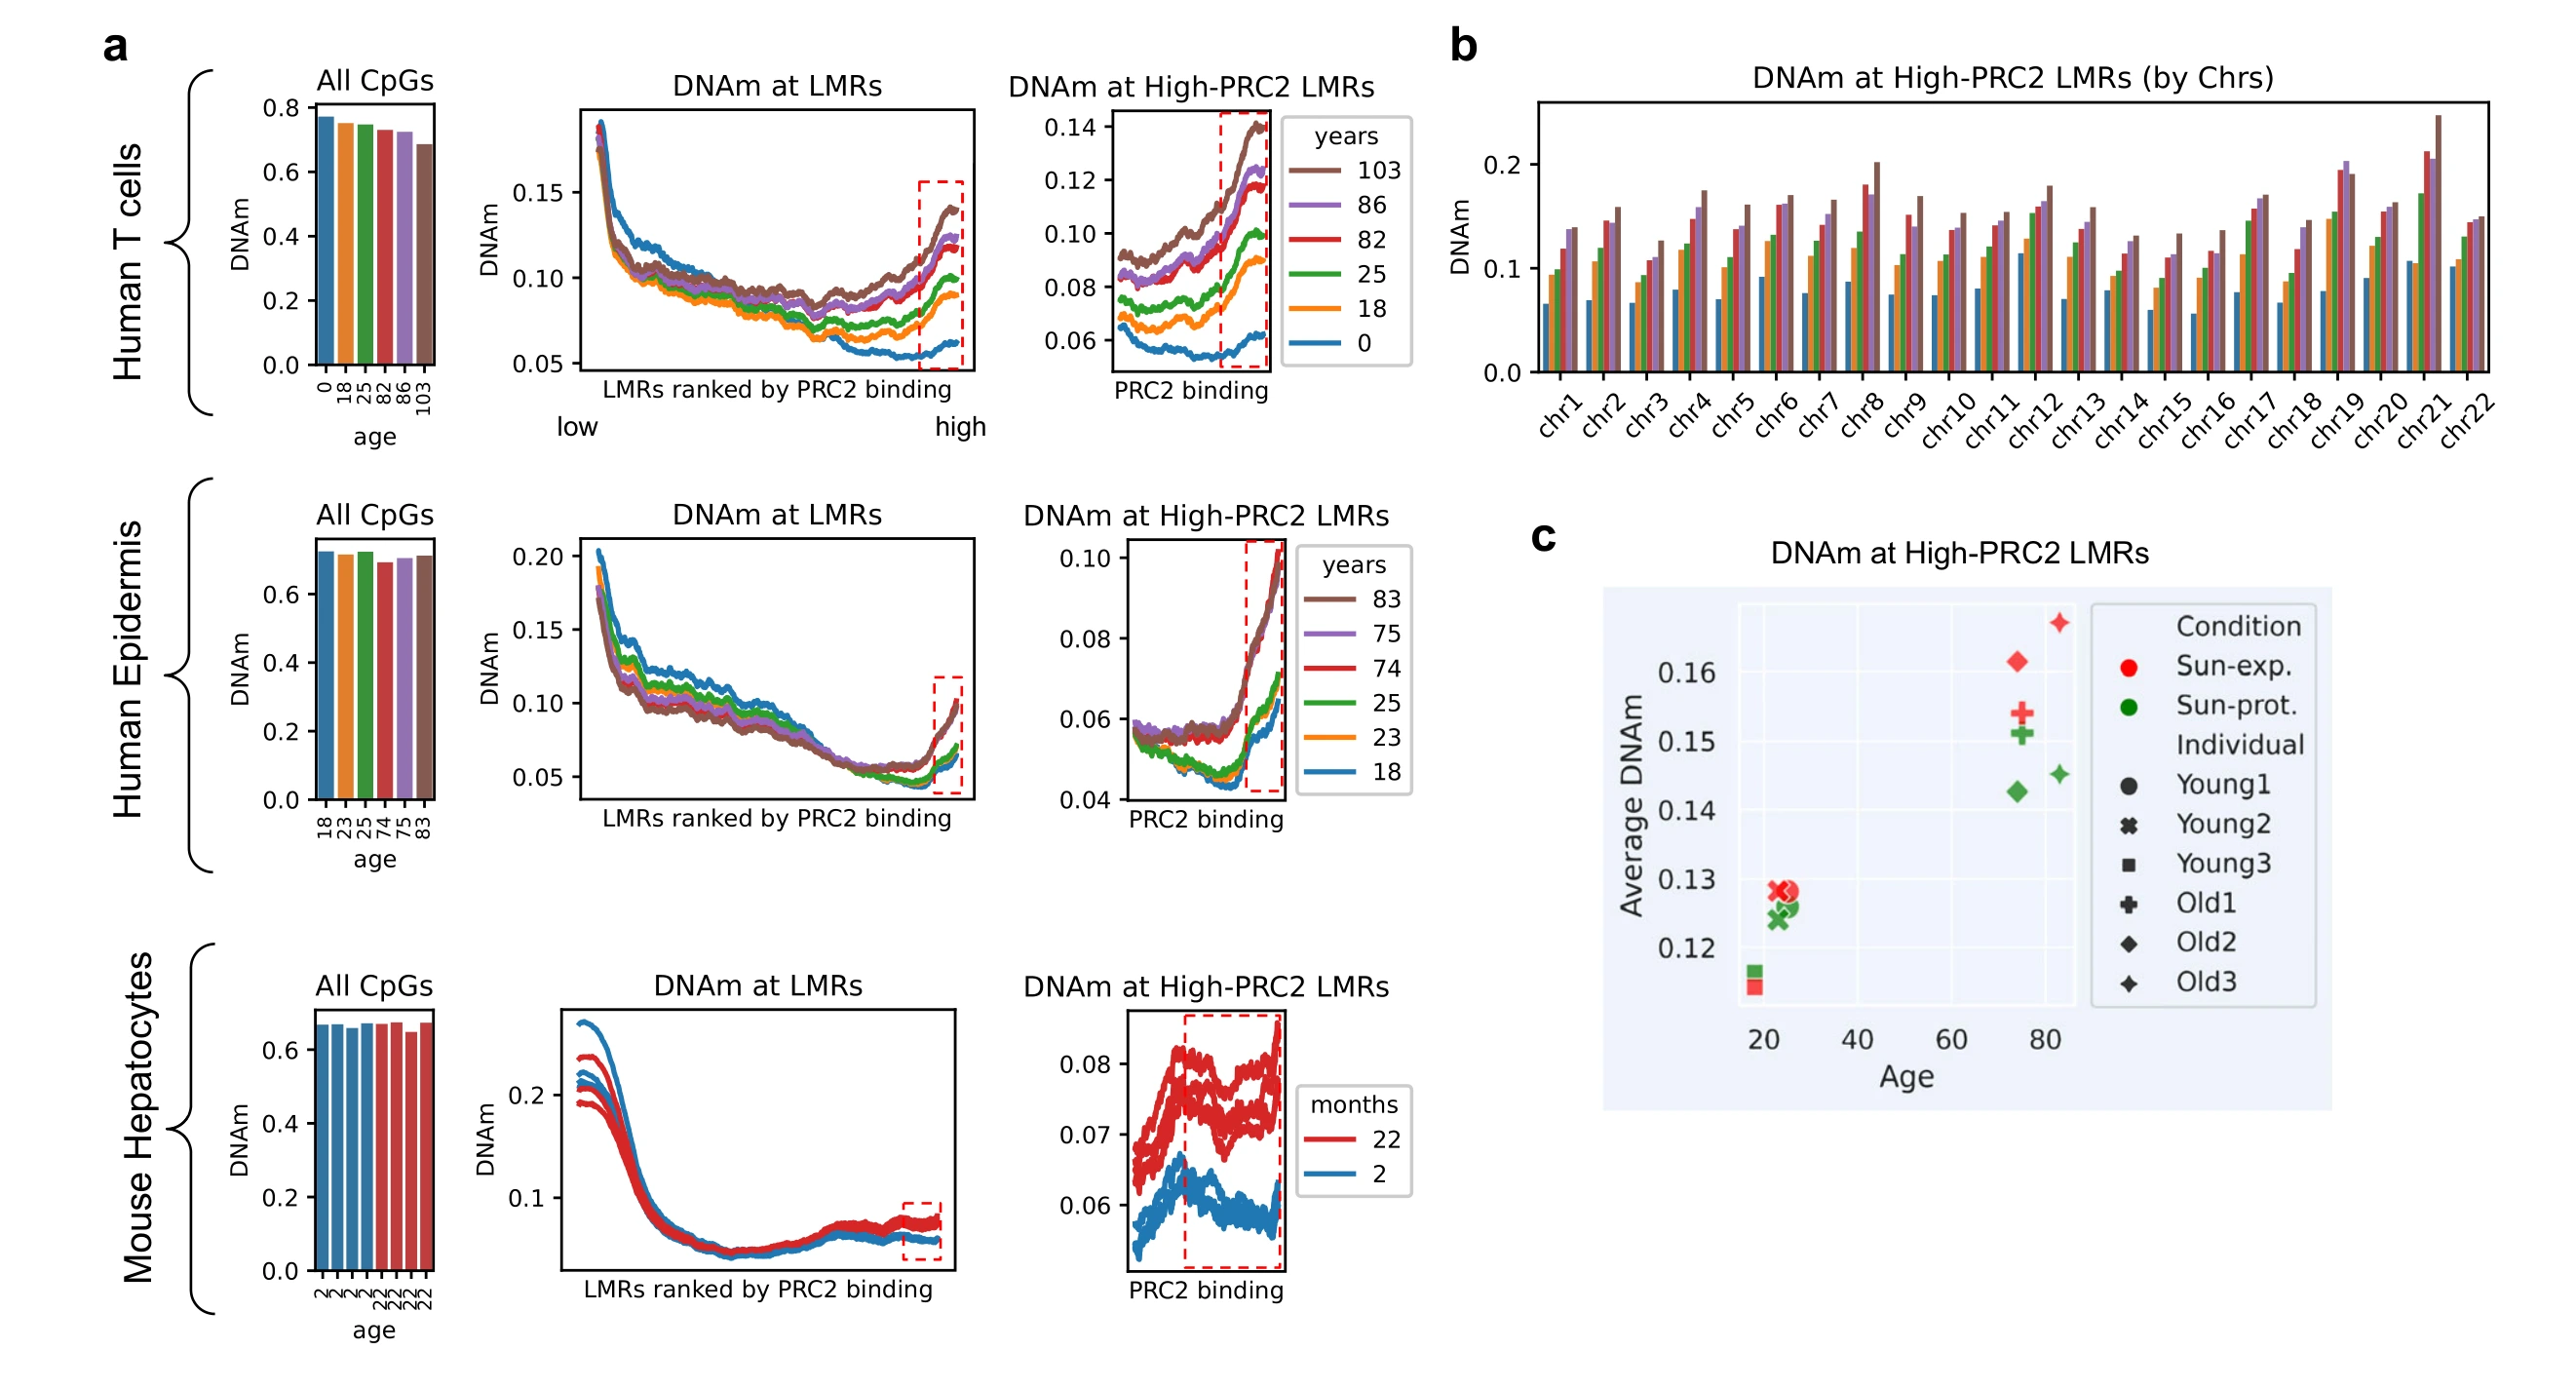 a
Human T cells
All CpGs
DNAm
0.8
0.6
0.4
0.2
0.0
0
18
25
82
86
103
age
DNAm at LMRs
DNAm
0.15
0.10
0.05
LMRs ranked by PRC2 binding
low
high
DNAm at High-PRC2 LMRs
0.14
0.12
0.10
0.08
0.06
PRC2 binding
years
103
86
82
25
18
0
b
DNAm at High-PRC2 LMRs (by Chrs)
DNAm
0.2
0.1
0.0
chr1
chr2
chr3
chr4
chr5
chr6
chr7
chr8
chr9
chr10
chr11
chr12
chr13
chr14
chr15
chr16
chr17
chr18
chr19
chr20
chr21
chr22
Human Epidermis
All CpGs
DNAm
0.6
0.4
0.2
0.0
18
23
25
74
75
83
age
DNAm at LMRs
DNAm
0.20
0.15
0.10
0.05
LMRs ranked by PRC2 binding
DNAm at High-PRC2 LMRs
0.10
0.08
0.06
0.04
PRC2 binding
years
83
75
74
25
23
18
c
DNAm at High-PRC2 LMRs
Average DNAm
0.16
0.15
0.14
0.13
0.12
20
40
60
80
Age
Condition
Sun-exp.
Sun-prot.
Individual
Young1
Young2
Young3
Old1
Old2
Old3
Mouse Hepatocytes
All CpGs
DNAm
0.6
0.4
0.2
0.0
2
2
2
2
22
22
22
22
age
DNAm at LMRs
DNAm
0.2
0.1
LMRs ranked by PRC2 binding
DNAm at High-PRC2 LMRs
0.08
0.07
0.06
PRC2 binding
months
22
2